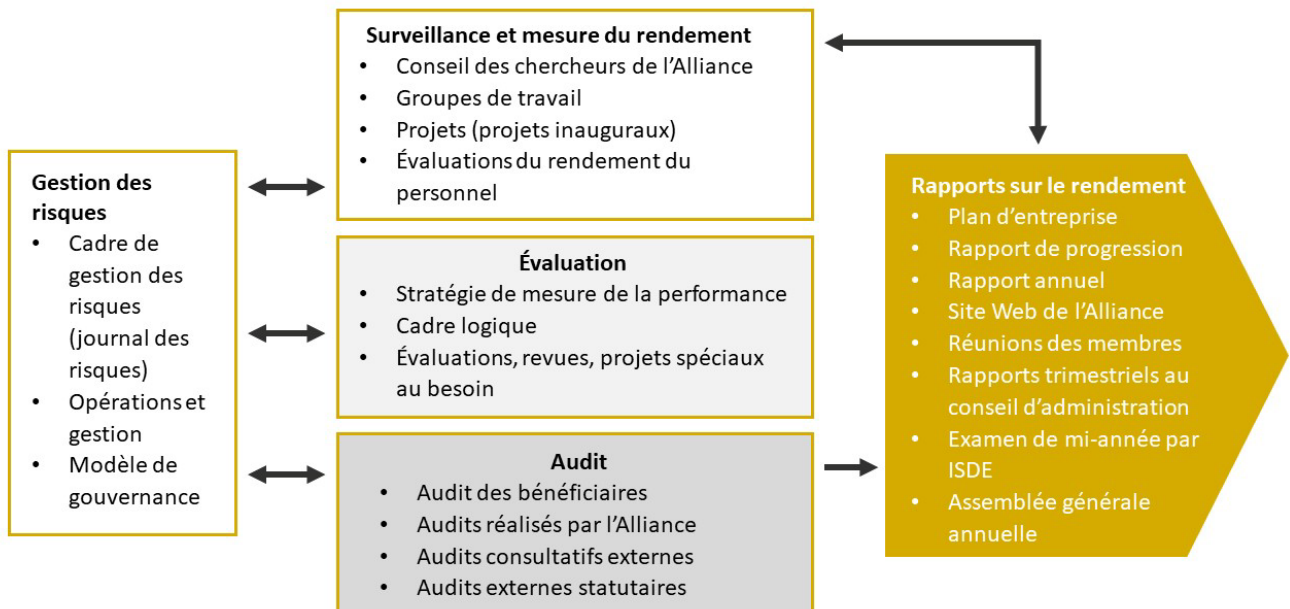 Surveillance et mesure du rendement
• Conseil des chercheurs de l’Alliance
• Groupes de travail
• Projets (projets inauguraux)
• Évaluations du rendement du
personnel
Gestion des
risques
• Cadre de
gestion des
risques
(journal des
risques)
• Opérations et
gestion
• Modèle de
gouvernance
Évaluation
• Stratégie de mesure de la performance
• Cadre logique
• Évaluations, revues, projets spéciaux
au besoin
Audit
• Audit des bénéficiaires
• Audits réalisés par l’Alliance
• Audits consultatifs externes
• Audits externes statutaires
Rapports sur le rendement
• Plan d’entreprise
• Rapport de progression
• Rapport annuel
• Site Web de l’Alliance
• Réunions des membres
• Rapports trimestriels au
conseil d’administration
• Examen de mi-année par
ISDE
• Assemblée générale
annuelle